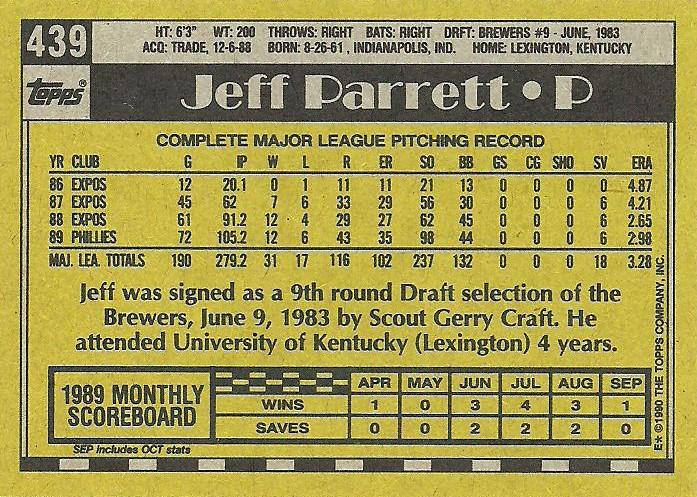 439
HT: 6'3" WT: 200 THROWS: RIGHT BATS: RIGHT DRFT: BREWERS #9 - JUNE, 1983
ACQ: TRADE, 12-6-88 BORN: 8-26-61, INDIANAPOLIS, IND. HOME: LEXINGTON, KENTUCKY
Topps®
Jeff Parrett • P
COMPLETE MAJOR LEAGUE PITCHING RECORD
YR CLUB G IP W L R ER SO BB GS CG SHO SV ERA
86 EXPOS 12 20.1 0 1 11 11 21 13 0 0 0 0 4.87
87 EXPOS 45 62 7 6 33 29 56 30 0 0 0 6 4.21
88 EXPOS 61 91.2 12 4 29 27 62 45 0 0 0 6 2.65
89 PHILLIES 72 105.2 12 6 43 35 98 44 0 0 0 6 2.98
MAJ. LEA. TOTALS 190 279.2 31 17 116 102 237 132 0 0 0 18 3.28
Jeff was signed as a 9th round Draft selection of the
Brewers, June 9, 1983 by Scout Gerry Craft. He
attended University of Kentucky (Lexington) 4 years.
1989 MONTHLY
SCOREBOARD
APR MAY JUN JUL AUG SEP
WINS 1 0 3 4 3 1
SAVES 0 0 2 2 2 0
SEP includes OCT stats
E* © 1990 THE TOPPS COMPANY, INC.